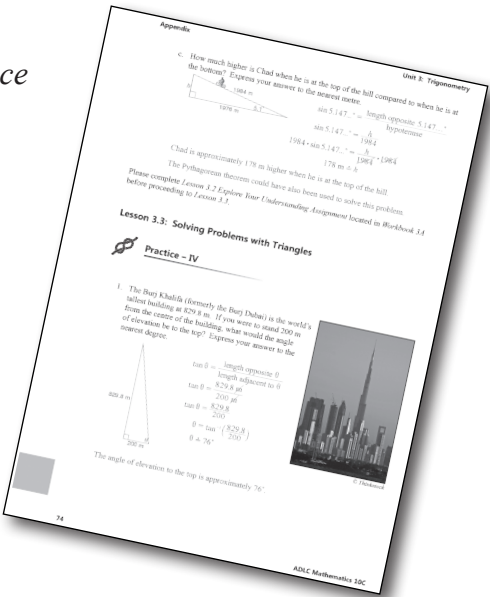 ce
Appendix
Unit 3: Trigonometry
c. How much higher is Chad when he is at the top of the hill compared to when he is at
the bottom? Express your answer to the nearest metre.
1984 m
h
1976 m
5.1...°
sin 5.147...° = length opposite 5.147...° / hypotenuse
sin 5.147...° = h / 1984
1984 • sin 5.147...° = h / 1984 • 1984
178 m ≐ h
Chad is approximately 178 m higher when he is at the top of the hill.
The Pythagorean theorem could have also been used to solve this problem.
Please complete Lesson 3.2 Explore Your Understanding Assignment located in Workbook 3A
before proceeding to Lesson 3.3.
Lesson 3.3: Solving Problems with Triangles
Practice – IV
1. The Burj Khalifa (formerly the Burj Dubai) is the world's
tallest building at 829.8 m. If you were to stand 200 m
from the centre of the building, what would the angle
of elevation be to the top? Express your answer to the
nearest degree.
829.8 m
θ
200 m
tan θ = length opposite θ / length adjacent to θ
tan θ = 829.8 m / 200 m
tan θ = 829.8 / 200
θ = tan⁻¹(829.8 / 200)
θ ≐ 76°
© Thinkstock
The angle of elevation to the top is approximately 76°.
74
ADLC Mathematics 10C